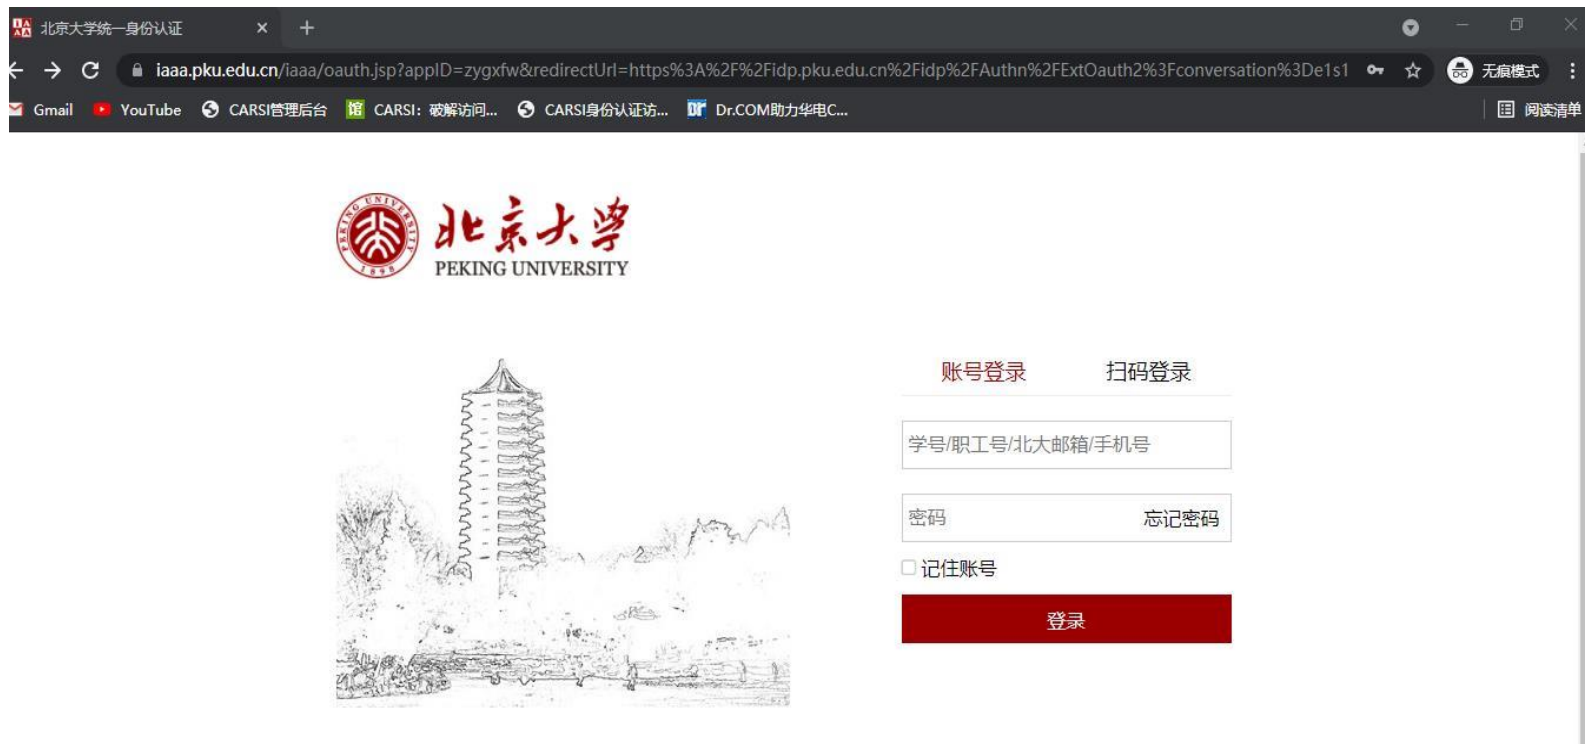 北京大学统一身份认证
iaaa.pku.edu.cn/iaaa/oauth.jsp?appID=zygxfw&redirectUrl=https%3A%2F%2Fidp.pku.edu.cn%2Fidp%2FAuthn%2FExtOauth2%3Fconversation%3De1s1 无痕模式
Gmail YouTube CARSI管理后台 馆 CARSI：破解访问... CARSI身份认证访... Dr Dr.COM助力华电C... 阅读清单
PEKING UNIVERSITY
1898
北京大学
PEKING UNIVERSITY
账号登录 扫码登录
学号/职工号/北大邮箱/手机号
密码 忘记密码
记住账号
登录